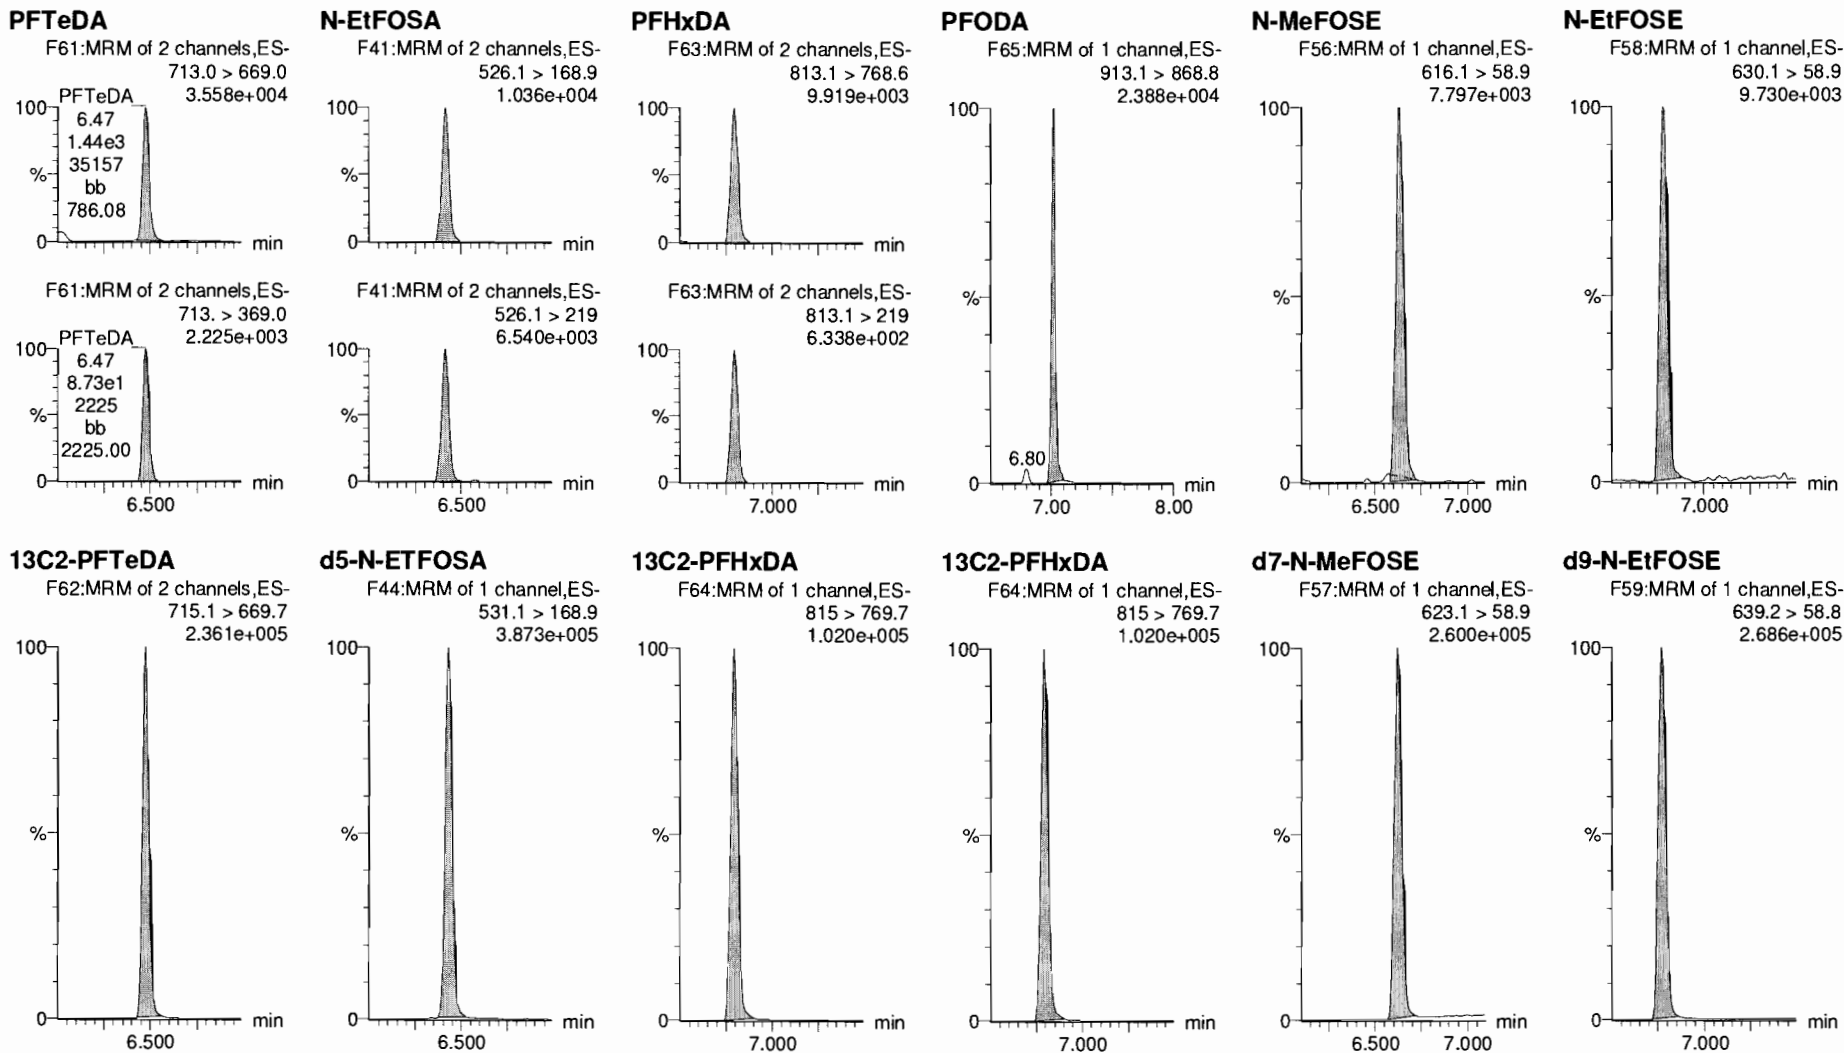 PFTeDA
F61:MRM of 2 channels,ES-
713.0 > 669.0
3.558e+004
100
PFTeDA
6.47
1.44e3
35157
bb
786.08
%
0
min
F61:MRM of 2 channels,ES-
713. > 369.0
2.225e+003
100
PFTeDA
6.47
8.73e1
2225
bb
2225.00
%
0
min
6.500
N-EtFOSA
F41:MRM of 2 channels,ES-
526.1 > 168.9
1.036e+004
100
%
0
min
F41:MRM of 2 channels,ES-
526.1 > 219
6.540e+003
100
%
0
min
6.500
PFHxDA
F63:MRM of 2 channels,ES-
813.1 > 768.6
9.919e+003
100
%
0
min
F63:MRM of 2 channels,ES-
813.1 > 219
6.338e+002
100
%
0
min
7.000
PFODA
F65:MRM of 1 channel,ES-
913.1 > 868.8
2.388e+004
100
%
6.80
0
min
7.00
8.00
N-MeFOSE
F56:MRM of 1 channel,ES-
616.1 > 58.9
7.797e+003
100
%
0
min
6.500
7.000
N-EtFOSE
F58:MRM of 1 channel,ES-
630.1 > 58.9
9.730e+003
100
%
0
min
7.000
13C2-PFTeDA
F62:MRM of 2 channels,ES-
715.1 > 669.7
2.361e+005
100
%
0
min
6.500
d5-N-ETFOSA
F44:MRM of 1 channel,ES-
531.1 > 168.9
3.873e+005
100
%
0
min
6.500
13C2-PFHxDA
F64:MRM of 1 channel,ES-
815 > 769.7
1.020e+005
100
%
0
min
7.000
13C2-PFHxDA
F64:MRM of 1 channel,ES-
815 > 769.7
1.020e+005
100
%
0
min
7.000
d7-N-MeFOSE
F57:MRM of 1 channel,ES-
623.1 > 58.9
2.600e+005
100
%
0
min
6.500
7.000
d9-N-EtFOSE
F59:MRM of 1 channel,ES-
639.2 > 58.8
2.686e+005
100
%
0
min
7.000